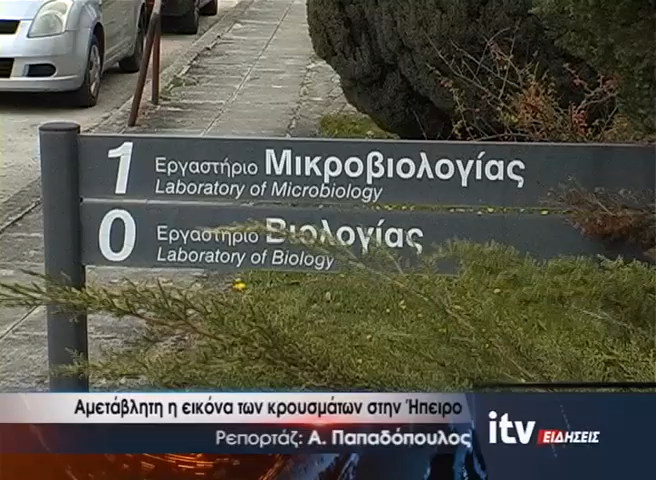 1 Εργαστήριο Μικροβιολογίας
Laboratory of Microbiology
0 Εργαστήριο Βιολογίας
Laboratory of Biology
Αμετάβλητη η εικόνα των κρουσμάτων στην Ήπειρο
Ρεπορτάζ: Α. Παπαδόπουλος
itv ΕΙΔΗΣΕΙΣ